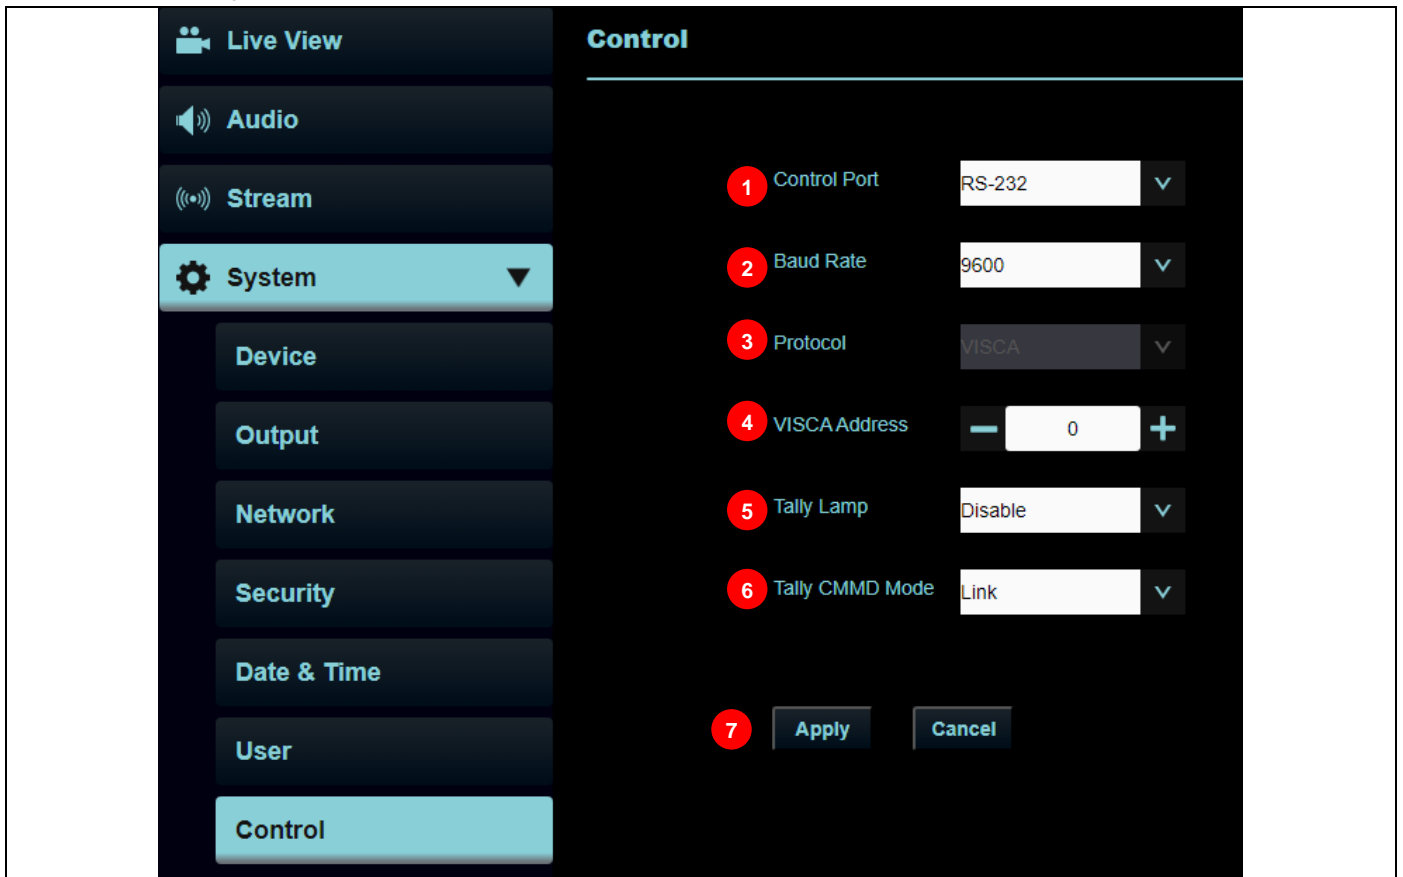 Live View
Audio
Stream
System
Device
Output
Network
Security
Date & Time
User
Control
Control
1 Control Port RS-232
2 Baud Rate 9600
3 Protocol VISCA
4 VISCA Address 0
5 Tally Lamp Disable
6 Tally CMMD Mode Link
7 Apply Cancel